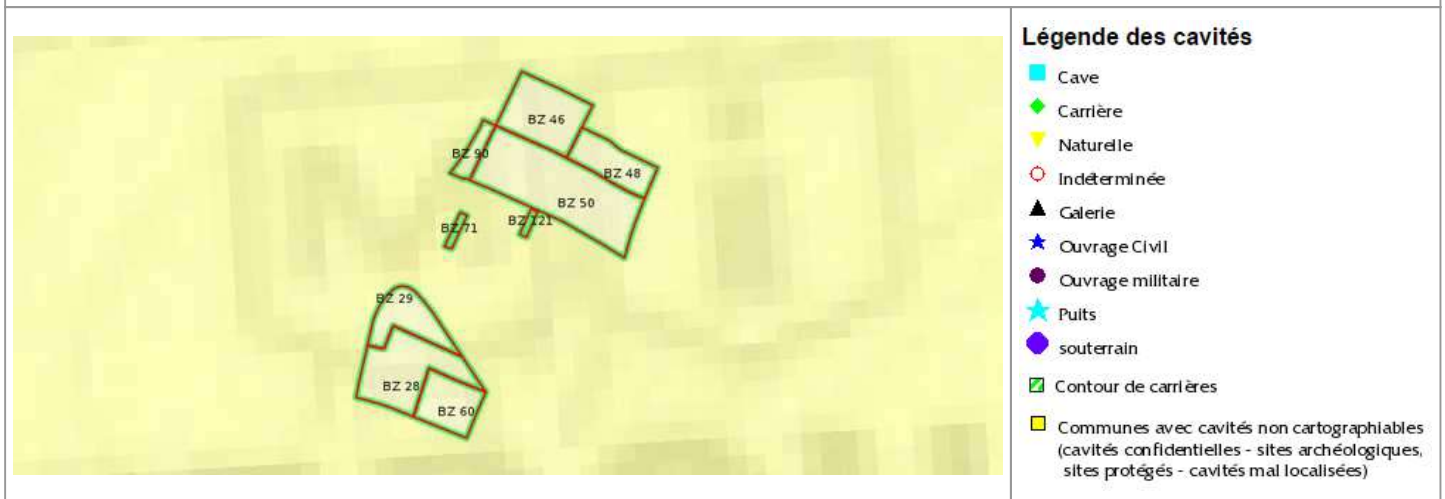 BZ 46
BZ 90
BZ 48
BZ 50
BZ 121
BZ 71
BZ 29
BZ 28
BZ 60
Légende des cavités
Cave
Carrière
Naturelle
Indéterminée
Galerie
Ouvrage Civil
Ouvrage militaire
Puits
souterrain
Contour de carrières
Communes avec cavités non cartographiables
(cavités confidentielles - sites archéologiques,
sites protégés - cavités mal localisées)